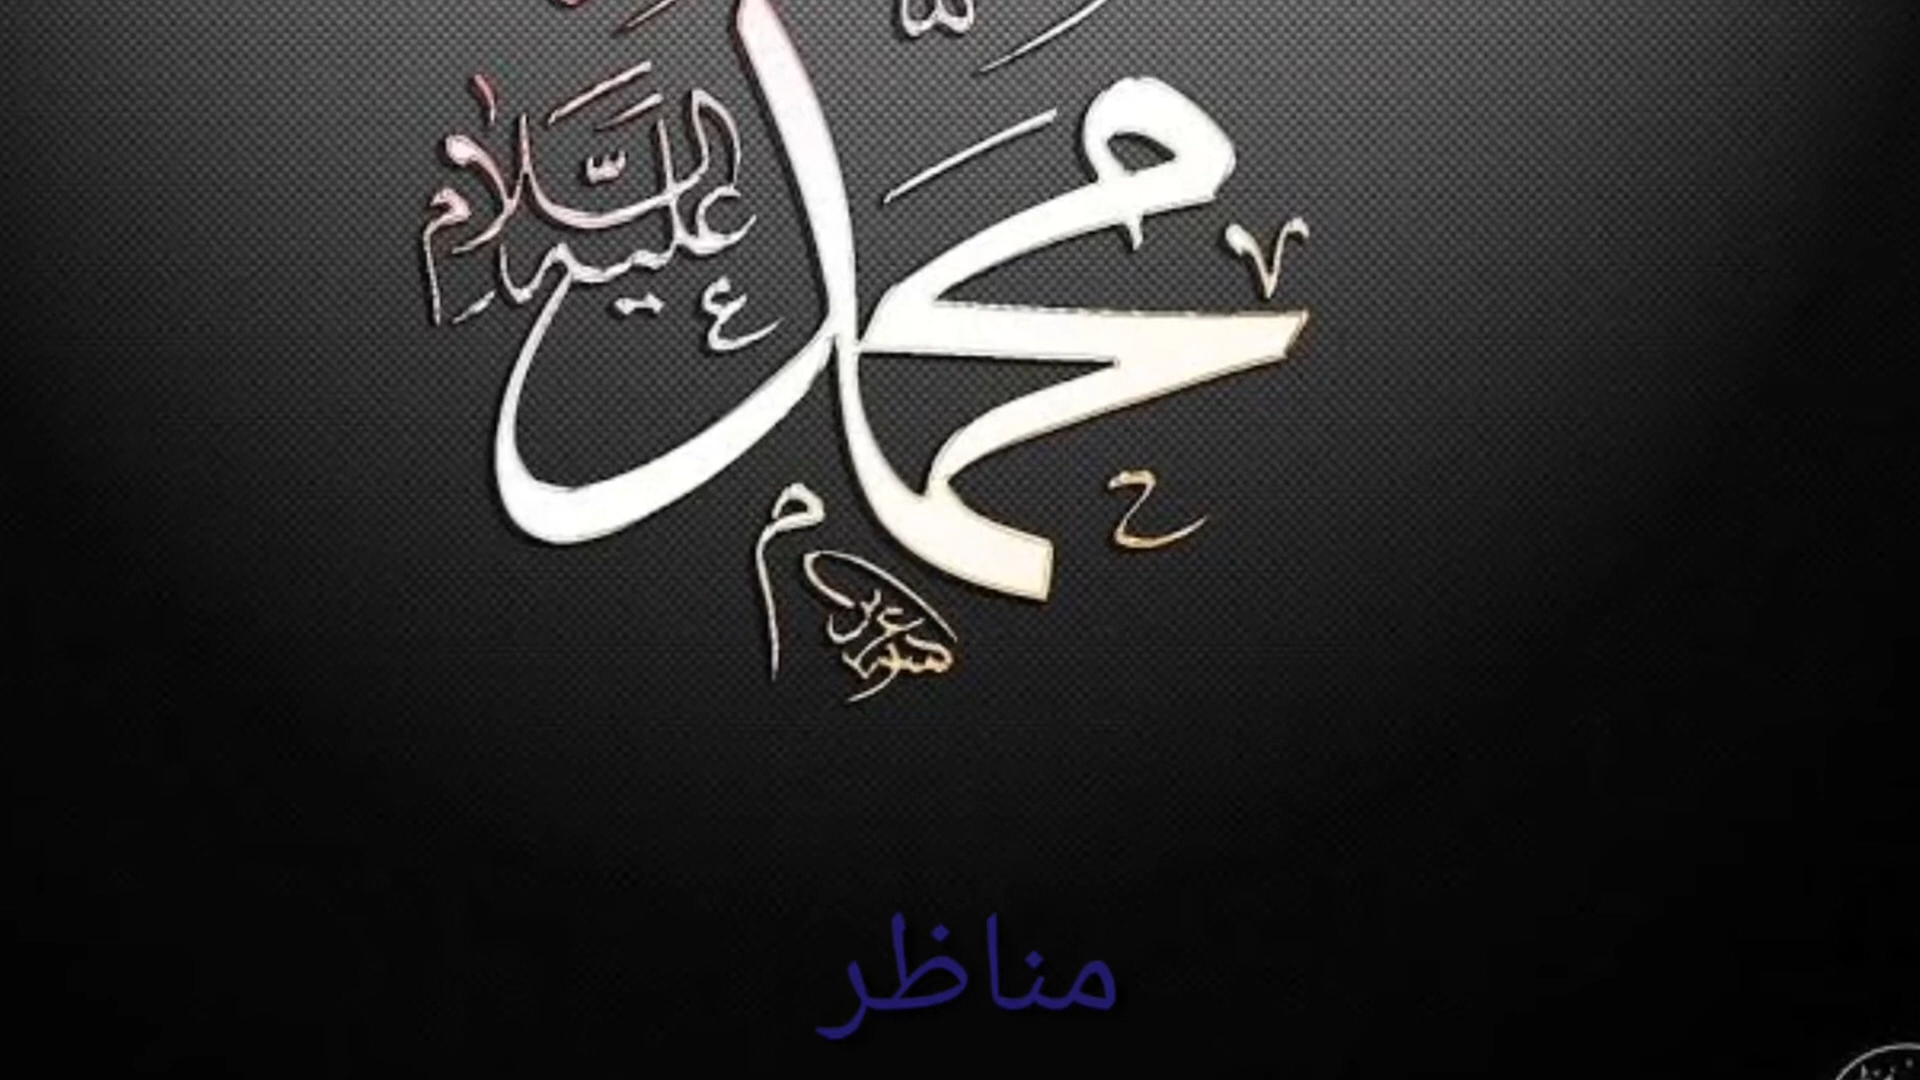 محمد
عليه السلام
مناظر